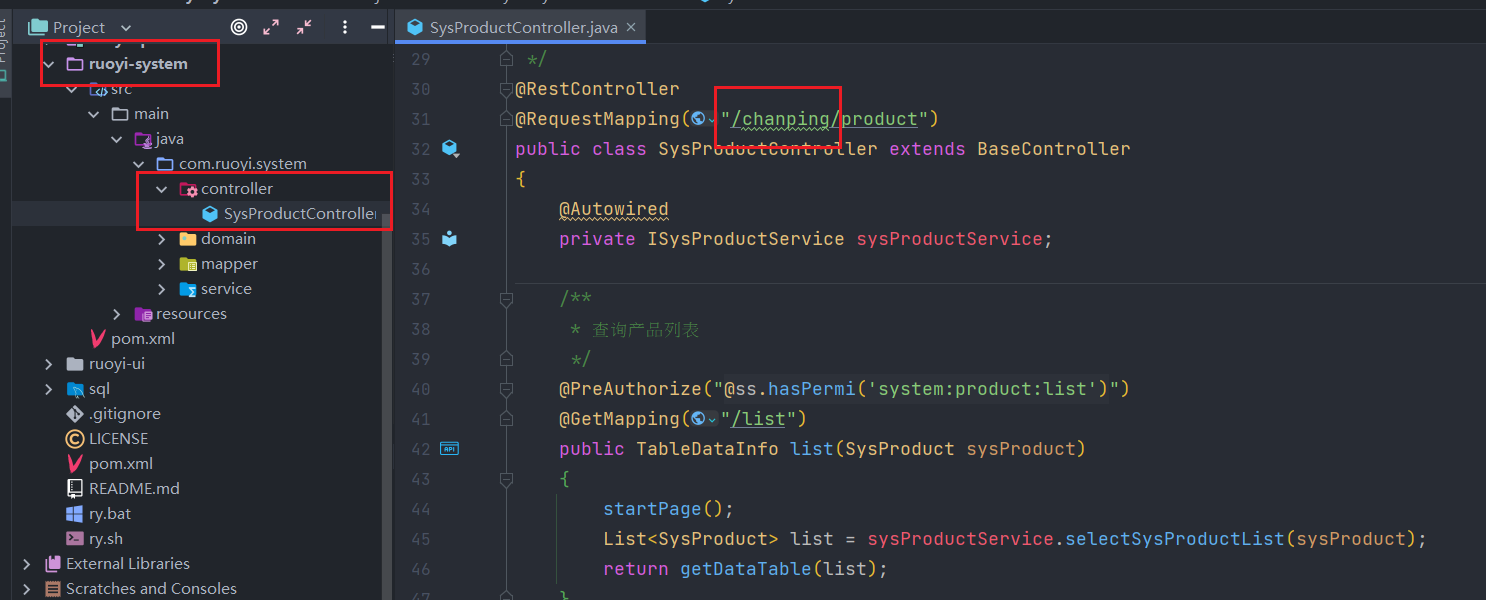 Project
Project
SysProductController.java
ruoyi-system
src
main
java
com.ruoyi.system
controller
SysProductController
domain
mapper
service
resources
pom.xml
ruoyi-ui
sql
.gitignore
LICENSE
pom.xml
README.md
ry.bat
ry.sh
External Libraries
Scratches and Consoles
29 */
30 @RestController
31 @RequestMapping("/chanping/product")
32 public class SysProductController extends BaseController
33 {
34 @Autowired
35 private ISysProductService sysProductService;
36
37 /**
38 * 查询产品列表
39 */
40 @PreAuthorize("@ss.hasPermi('system:product:list')")
41 @GetMapping("/list")
42 public TableDataInfo list(SysProduct sysProduct)
API
43 {
44 startPage();
45 List<SysProduct> list = sysProductService.selectSysProductList(sysProduct);
46 return getDataTable(list);
47 }